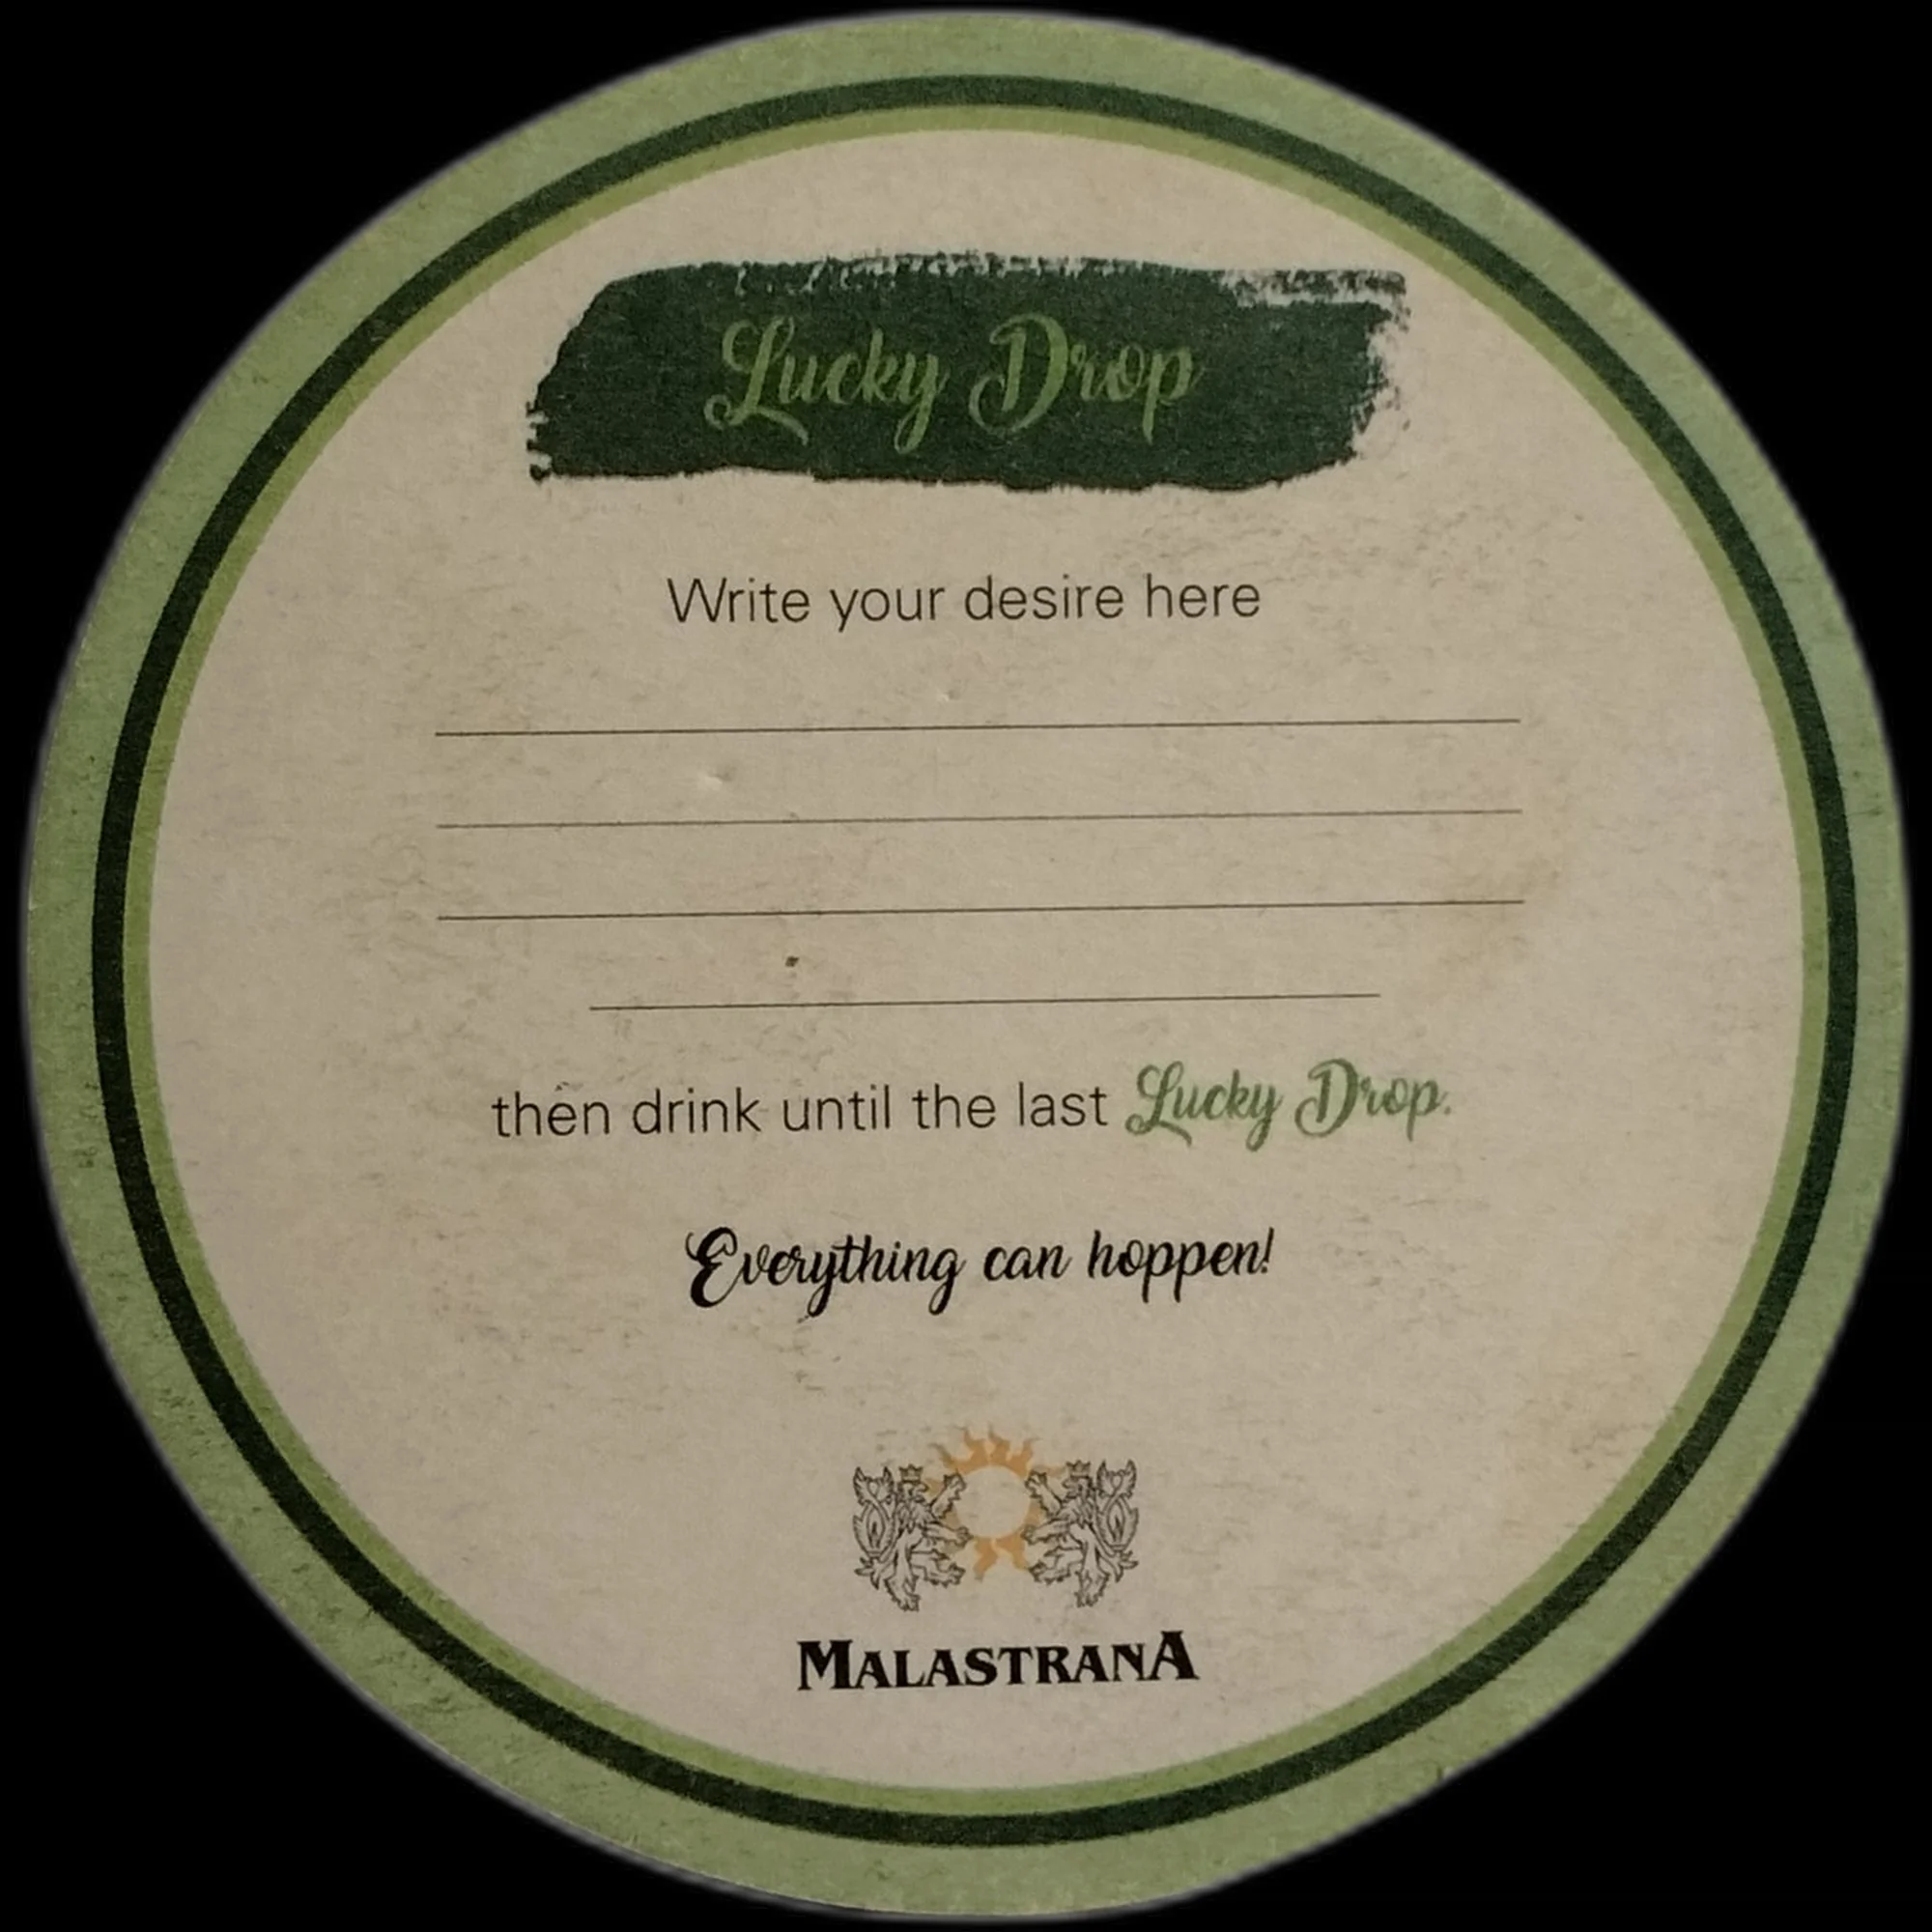 Lucky Drop
Write your desire here
then drink until the last Lucky Drop.
Everything can hoppen!
MALASTRANA